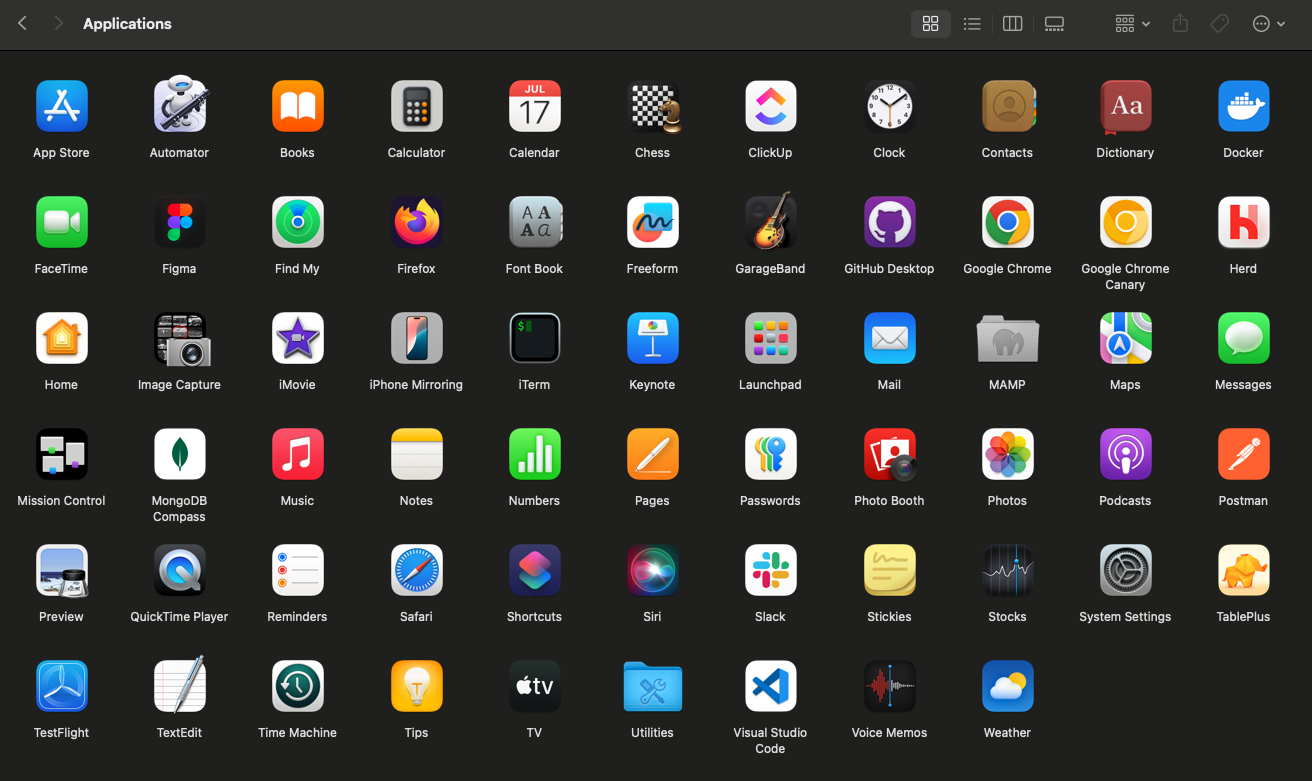 Applications
JUL
17
12
Aa
App Store
Automator
Books
Calculator
Calendar
Chess
ClickUp
Clock
Contacts
Dictionary
Docker
A A
A a
FaceTime
Figma
Find My
Firefox
Font Book
Freeform
GarageBand
GitHub Desktop
Google Chrome
Google Chrome
Canary
Herd
$
Home
Image Capture
iMovie
iPhone Mirroring
iTerm
Keynote
Launchpad
Mail
MAMP
Maps
Messages
Mission Control
MongoDB
Compass
Music
Notes
Numbers
Pages
Passwords
Photo Booth
Photos
Podcasts
Postman
Preview
QuickTime Player
Reminders
Safari
Shortcuts
Siri
Slack
Stickies
Stocks
System Settings
TablePlus
tv
TestFlight
TextEdit
Time Machine
Tips
TV
Utilities
Visual Studio
Code
Voice Memos
Weather